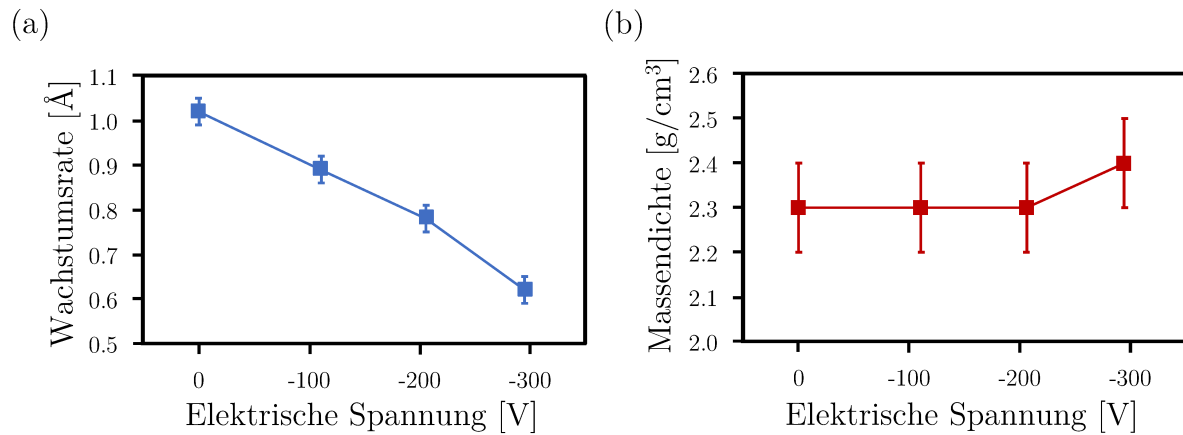 (a)
(b)
Wachstumsrate [Å]
1.1
1.0
0.9
0.8
0.7
0.6
0.5
0 -100 -200 -300
Elektrische Spannung [V]
Massendichte [g/cm³]
2.6
2.5
2.4
2.3
2.2
2.1
2.0
0 -100 -200 -300
Elektrische Spannung [V]